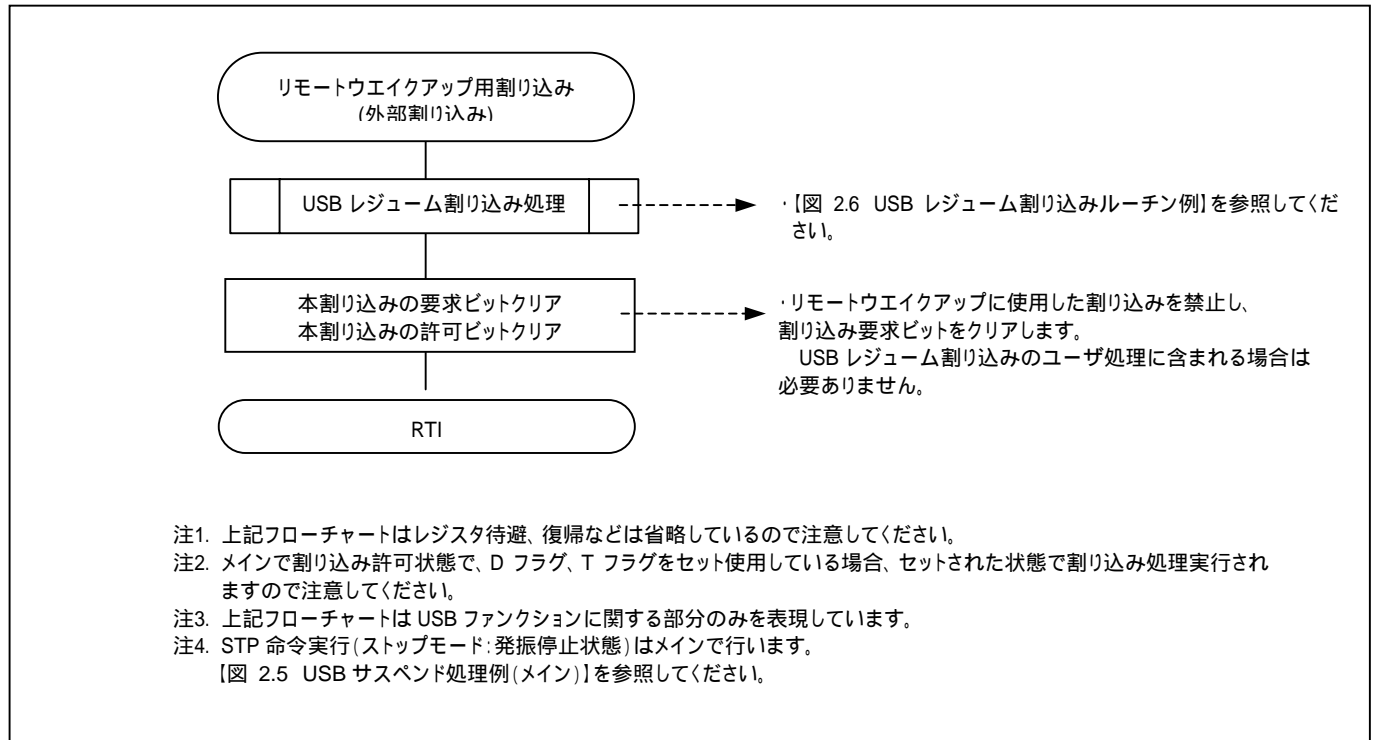 リモートウエイクアップ用割り込み
(外部割り込み)
USB レジューム割り込み処理
・【図 2.6 USB レジューム割り込みルーチン例】を参照してくだ
さい。
本割り込みの要求ビットクリア
本割り込みの許可ビットクリア
・リモートウエイクアップに使用した割り込みを禁止し、
割り込み要求ビットをクリアします。
USB レジューム割り込みのユーザ処理に含まれる場合は
必要ありません。
RTI
注1. 上記フローチャートはレジスタ待避、復帰などは省略しているので注意してください。
注2. メインで割り込み許可状態で、D フラグ、T フラグをセット使用している場合、セットされた状態で割り込み処理実行され
ますので注意してください。
注3. 上記フローチャートは USB ファンクションに関する部分のみを表現しています。
注4. STP 命令実行(ストップモード:発振停止状態)はメインで行います。
【図 2.5 USB サスペンド処理例(メイン)】を参照してください。